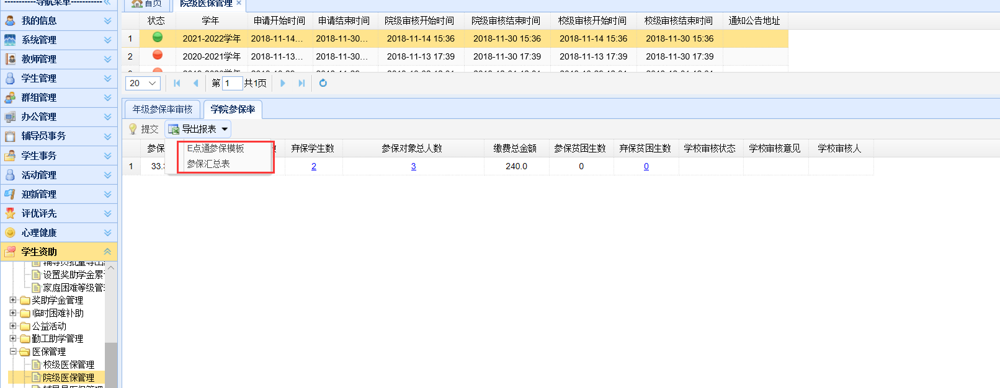 -----------导航菜单-----------
我的信息
系统管理
教师管理
学生管理
群组管理
办公管理
辅导员事务
学生事务
活动管理
迎新管理
评优评先
心理健康
学生资助
辅导员批量导出
设置奖助学金累
家庭困难等级管
奖助学金管理
临时困难补助
公益活动
勤工助学管理
医保管理
校级医保管理
院级医保管理
辅导员医保管理
首页 院级医保管理 ×
状态 学年 申请开始时间 申请结束时间 院级审核开始时间 院级审核结束时间 校级审核开始时间 校级审核结束时间 通知公告地址
1 2021-2022学年 2018-11-14... 2018-11-30... 2018-11-14 15:36 2018-11-30 15:36 2018-11-14 15:36 2018-11-30 15:36
2 2020-2021学年 2018-11-13... 2018-11-30... 2018-11-13 17:39 2018-11-30 17:39 2018-11-13 17:39 2018-11-30 17:39
20 第 1 共1页
年级参保率审核 学院参保率
提交 导出报表
E点通参保模板
参保汇总表
参保 数 弃保学生数 参保对象总人数 缴费总金额 参保贫困生数 弃保贫困生数 学校审核状态 学校审核意见 学校审核人
1 33.3 2 3 240.0 0 0